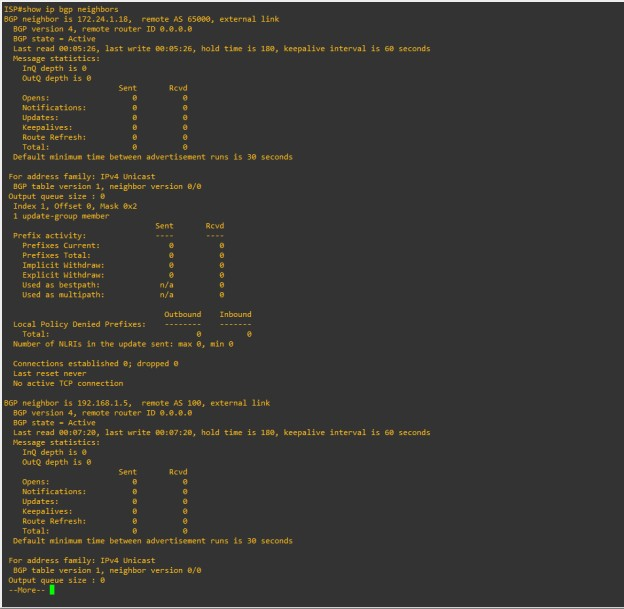 ISP#show ip bgp neighbors
BGP neighbor is 172.24.1.18,  remote AS 65000, external link
  BGP version 4, remote router ID 0.0.0.0
  BGP state = Active
  Last read 00:05:26, last write 00:05:26, hold time is 180, keepalive interval is 60 seconds
  Message statistics:
    InQ depth is 0
    OutQ depth is 0
                         Sent       Rcvd
    Opens:                  0          0
    Notifications:          0          0
    Updates:                0          0
    Keepalives:             0          0
    Route Refresh:          0          0
    Total:                  0          0
  Default minimum time between advertisement runs is 30 seconds

 For address family: IPv4 Unicast
  BGP table version 1, neighbor version 0/0
 Output queue size : 0
  Index 1, Offset 0, Mask 0x2
  1 update-group member
                                 Sent       Rcvd
  Prefix activity:               ----       ----
    Prefixes Current:               0          0
    Prefixes Total:                 0          0
    Implicit Withdraw:              0          0
    Explicit Withdraw:              0          0
    Used as bestpath:             n/a          0
    Used as multipath:            n/a          0

                                   Outbound    Inbound
  Local Policy Denied Prefixes:    --------    -------
    Total:                                0          0
  Number of NLRIs in the update sent: max 0, min 0

  Connections established 0; dropped 0
  Last reset never
  No active TCP connection

BGP neighbor is 192.168.1.5,  remote AS 100, external link
  BGP version 4, remote router ID 0.0.0.0
  BGP state = Active
  Last read 00:07:20, last write 00:07:20, hold time is 180, keepalive interval is 60 seconds
  Message statistics:
    InQ depth is 0
    OutQ depth is 0
                         Sent       Rcvd
    Opens:                  0          0
    Notifications:          0          0
    Updates:                0          0
    Keepalives:             0          0
    Route Refresh:          0          0
    Total:                  0          0
  Default minimum time between advertisement runs is 30 seconds

 For address family: IPv4 Unicast
  BGP table version 1, neighbor version 0/0
 Output queue size : 0
 --More--